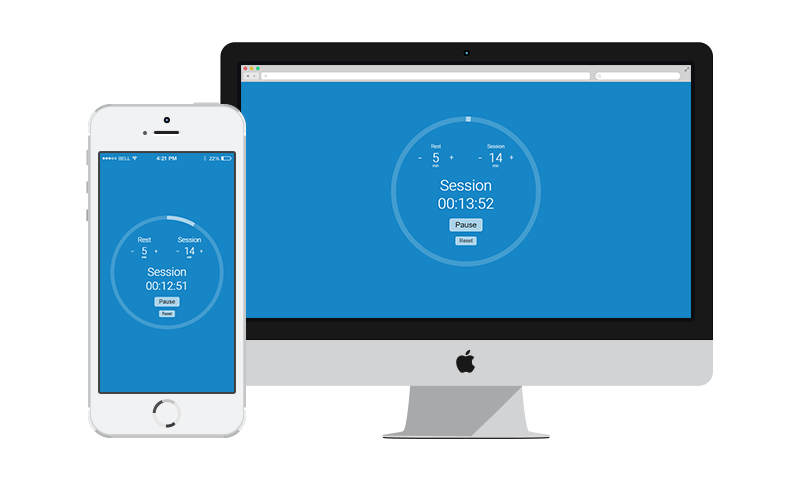 BELL 4:21 PM 22%
Rest Session
- 5 + - 14 +
min min
Session
00:12:51
Pause
Reset
Rest Session
- 5 + - 14 +
min min
Session
00:13:52
Pause
Reset